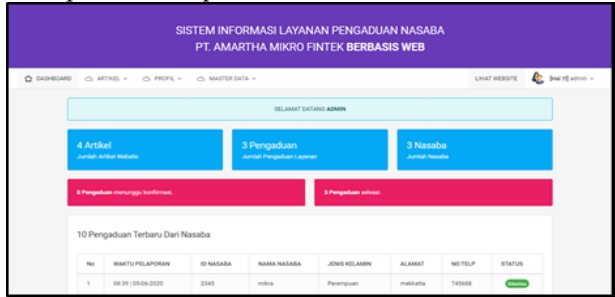 SISTEM INFORMASI LAYANAN PENGADUAN NASABA
PT. AMARTHA MIKRO FINTEK BERBASIS WEB
DASHBOARD ARTIKEL PROFIL MASTER DATA LIHAT WEBSITE [Hai !!!] admin
SELAMAT DATANG ADMIN
4 Artikel 3 Pengaduan 3 Nasaba
Jumlah Artikel Website Jumlah Pengaduan Layanan Jumlah Nasaba
0 Pengaduan menunggu konfirmasi. 3 Pengaduan selesai.
10 Pengaduan Terbaru Dari Nasaba
No WAKTU PELAPORAN ID NASABA NAMA NASABA JENIS KELAMIN ALAMAT NO TELP STATUS
1 08:39 | 05-06-2020 2345 mikra Perempuan 745688